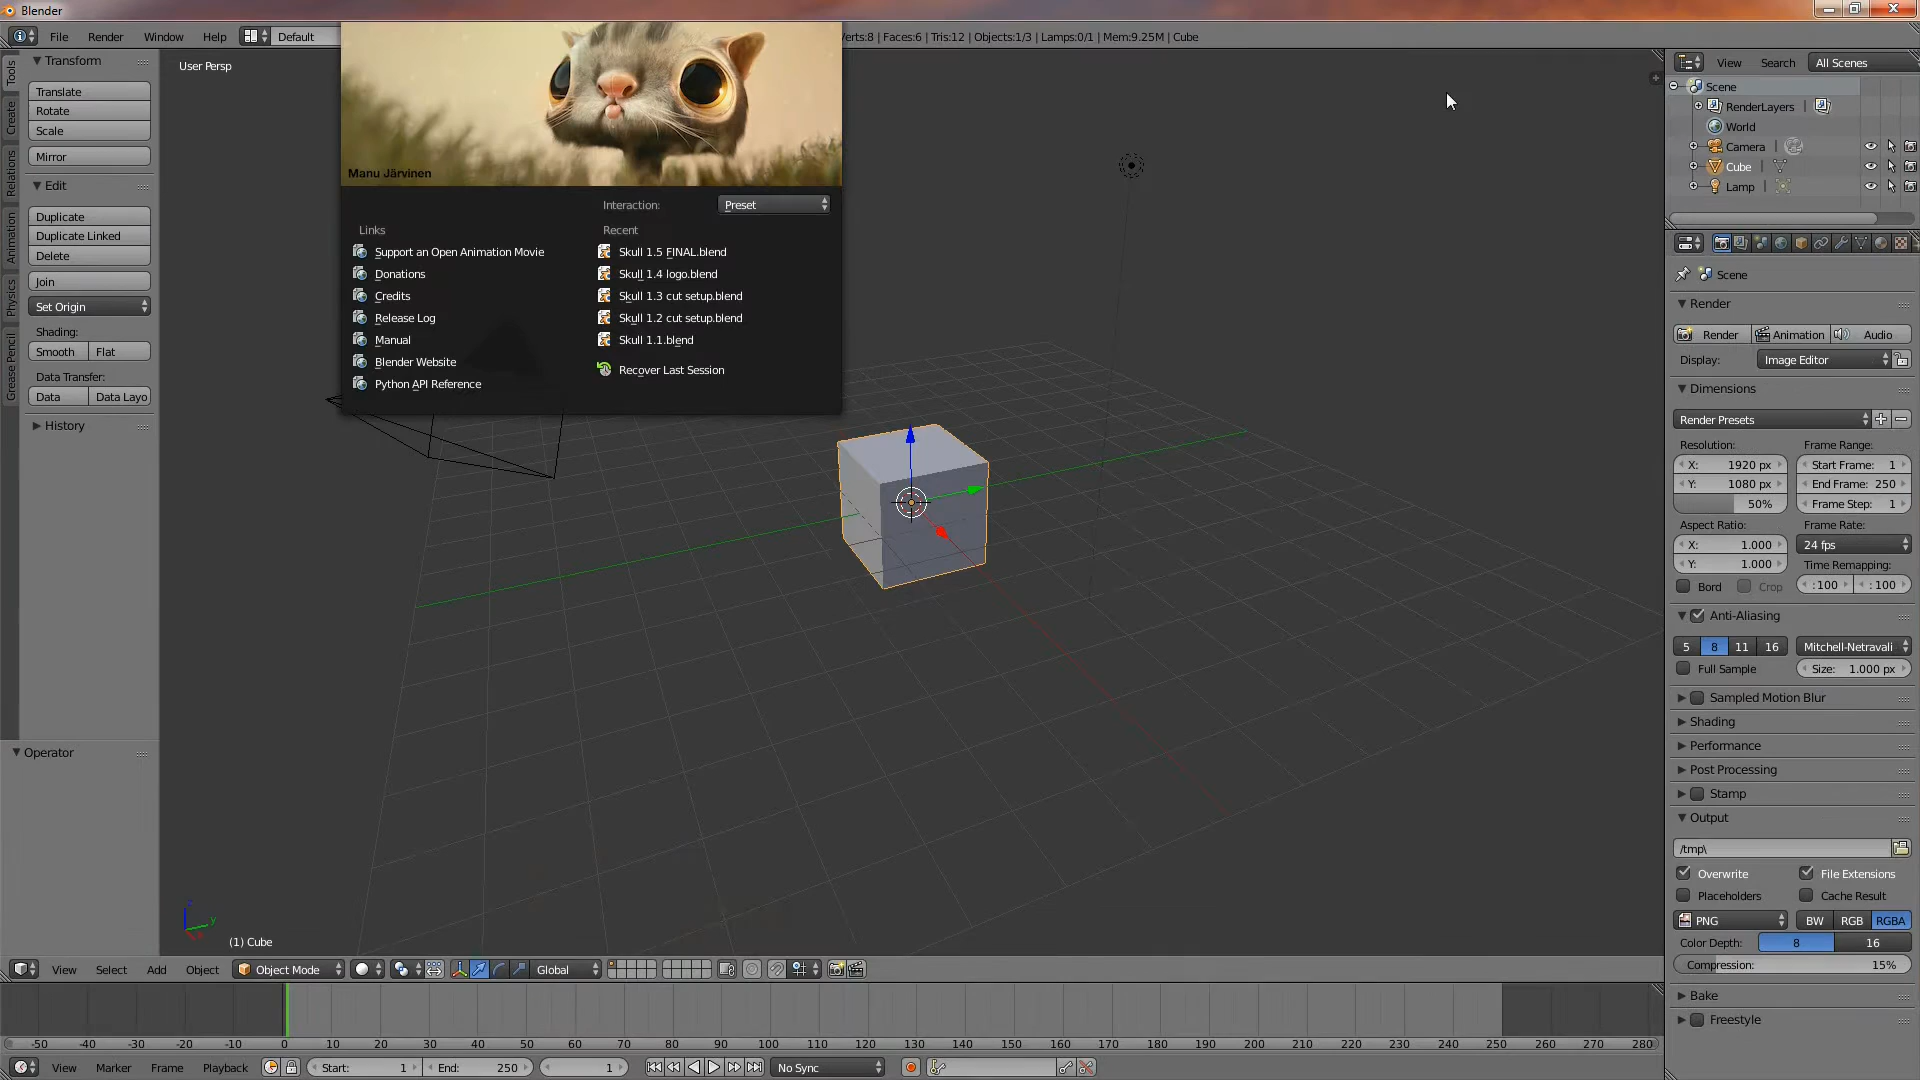 Blender
File Render Window Help Default
erts:8 | Faces:6 | Tris:12 | Objects:1/3 | Lamps:0/1 | Mem:9.25M | Cube
Tools
Create
Relations
Animation
Physics
Grease Pencil
Transform
Translate
Rotate
Scale
Mirror
Edit
Duplicate
Duplicate Linked
Delete
Join
Set Origin
Shading:
Smooth Flat
Data Transfer:
Data Data Layo
History
Operator
User Persp
Manu Järvinen
Interaction: Preset
Links
Support an Open Animation Movie
Donations
Credits
Release Log
Manual
Blender Website
Python API Reference
Recent
Skull 1.5 FINAL.blend
Skull 1.4 logo.blend
Skull 1.3 cut setup.blend
Skull 1.2 cut setup.blend
Skull 1.1.blend
Recover Last Session
z
y
(1) Cube
View Select Add Object Object Mode Global
-50 -40 -30 -20 -10 0 10 20 30 40 50 60 70 80 90 100 110 120 130 140 150 160 170 180 190 200 210 220 230 240 250 260 270 280
View Marker Frame Playback Start: 1 End: 250 1 No Sync
View Search All Scenes
Scene
RenderLayers
World
Camera
Cube
Lamp
Scene
Render
Render Animation Audio
Display: Image Editor
Dimensions
Render Presets
Resolution: Frame Range:
X: 1920 px Start Frame: 1
Y: 1080 px End Frame: 250
50% Frame Step: 1
Aspect Ratio: Frame Rate:
X: 1.000 24 fps
Y: 1.000 Time Remapping:
Bord Crop :100 :100
Anti-Aliasing
5 8 11 16 Mitchell-Netravali
Full Sample Size: 1.000 px
Sampled Motion Blur
Shading
Performance
Post Processing
Stamp
Output
/tmp\
Overwrite File Extensions
Placeholders Cache Result
PNG BW RGB RGBA
Color Depth: 8 16
Compression: 15%
Bake
Freestyle